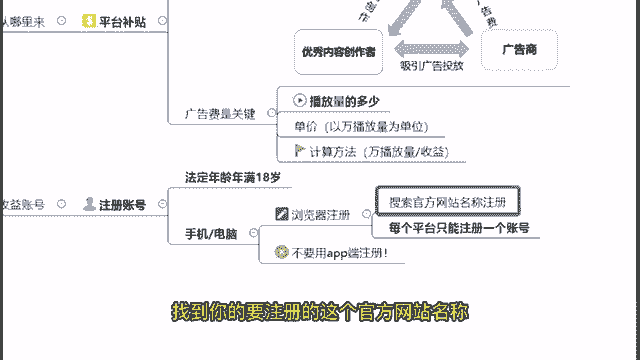 从哪里来
平台补贴
创作
广告费
优秀内容创作者
广告商
吸引广告投放
广告费量关键
播放量的多少
单价（以万播放量为单位）
计算方法（万播放量/收益）
收益账号
注册账号
法定年龄年满18岁
手机/电脑
浏览器注册
搜索官方网站名称注册
每个平台只能注册一个账号
不要用app端注册！
找到你的要注册的这个官方网站名称